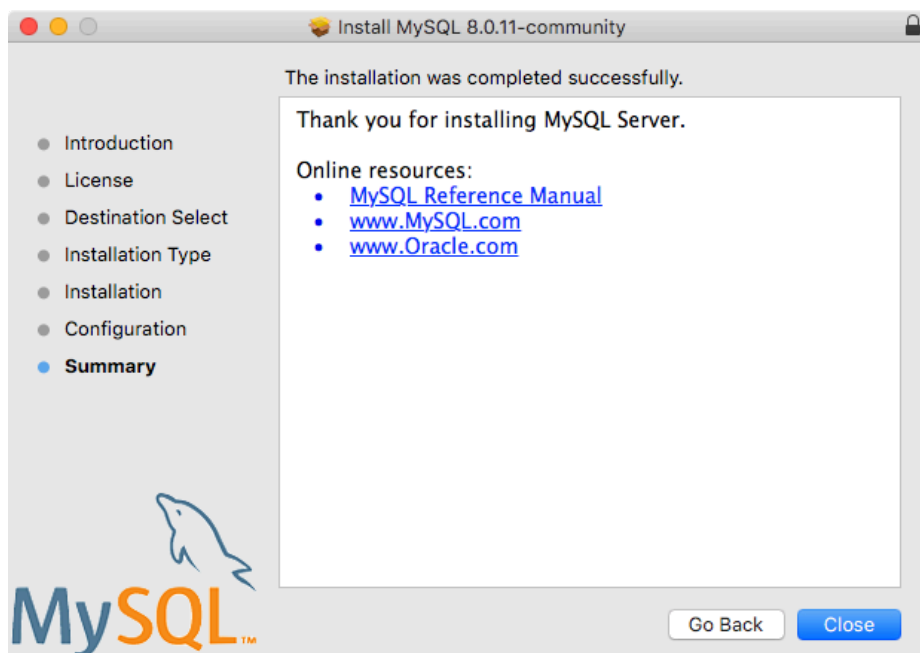 Install MySQL 8.0.11-community
The installation was completed successfully.
Introduction
License
Destination Select
Installation Type
Installation
Configuration
Summary
Thank you for installing MySQL Server.
Online resources:
• MySQL Reference Manual
• www.MySQL.com
• www.Oracle.com
MySQL™
Go Back
Close